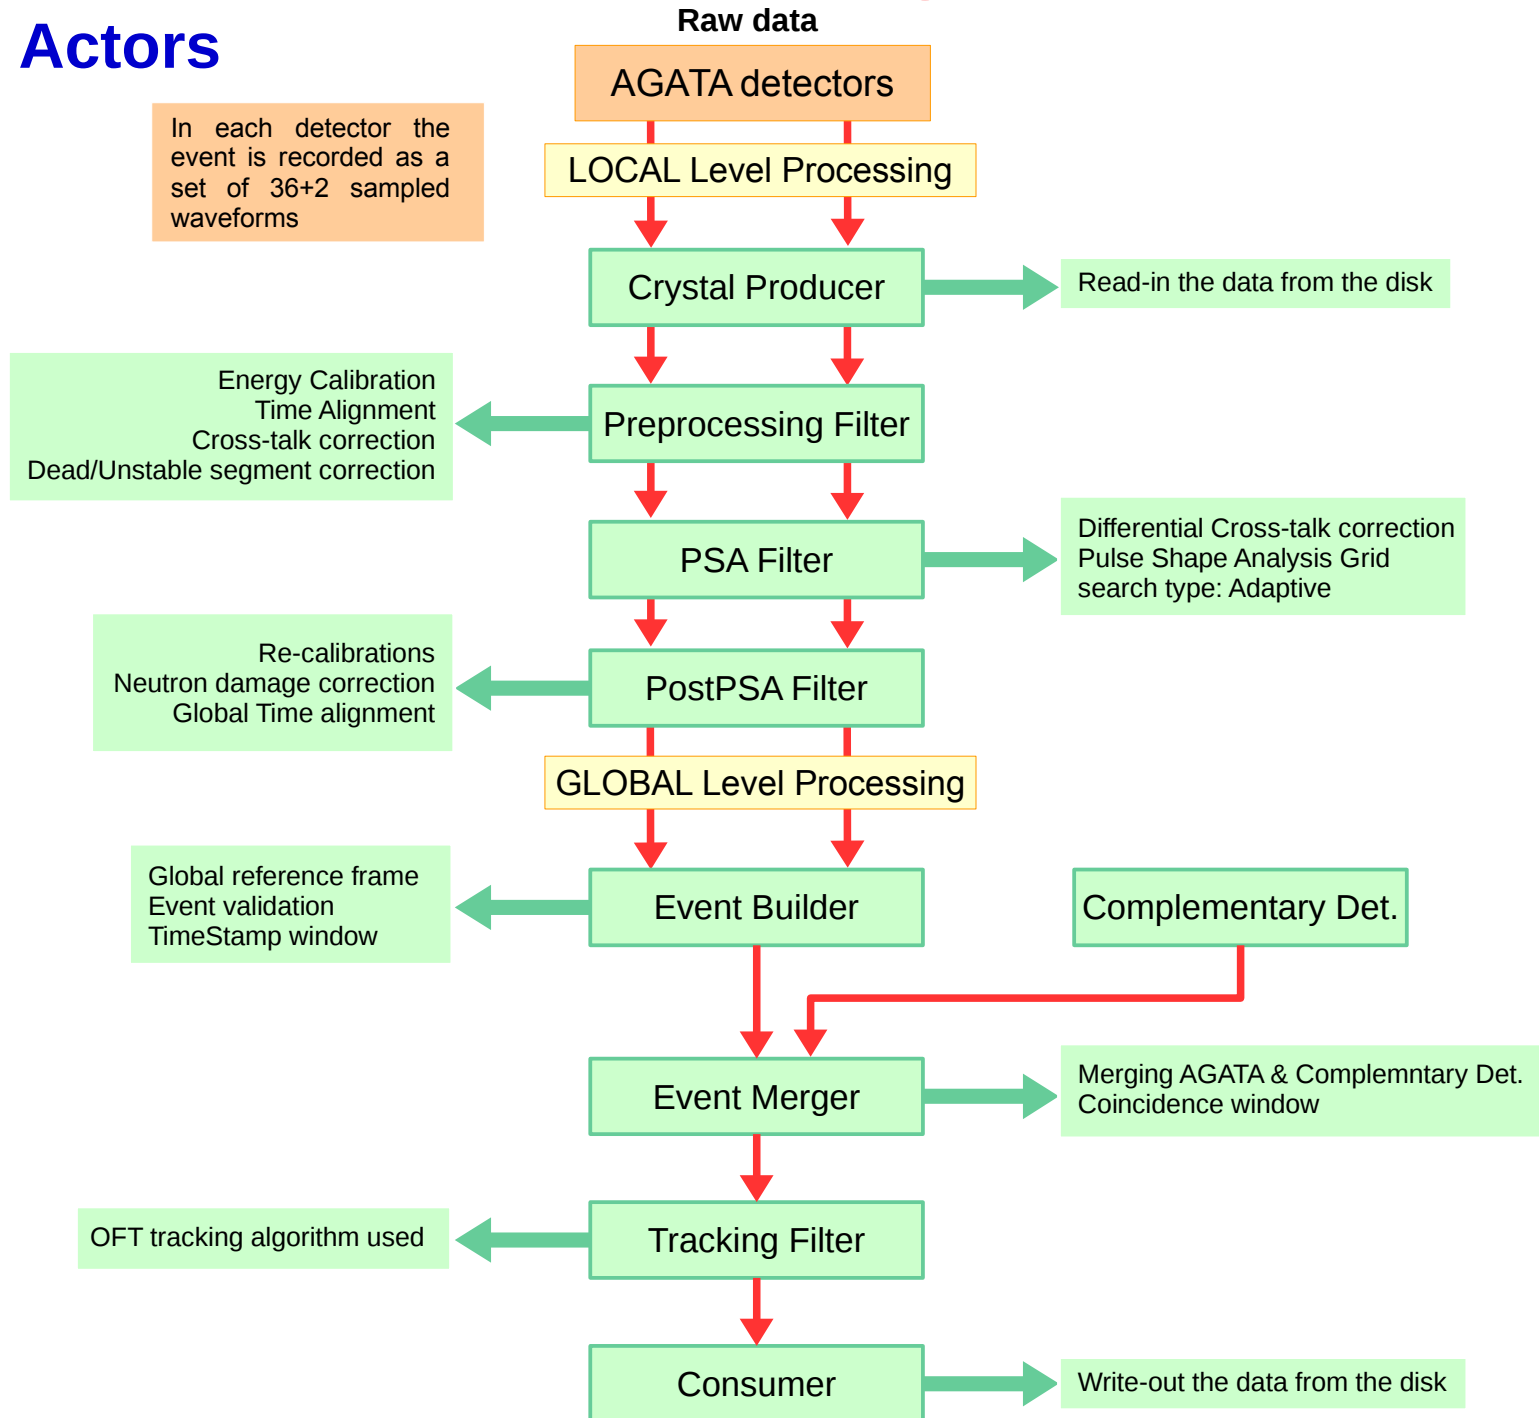 Actors
Raw data
AGATA detectors
In each detector the
event is recorded as a
set of 36+2 sampled
waveforms
LOCAL Level Processing
Crystal Producer
Read-in the data from the disk
Energy Calibration
Time Alignment
Cross-talk correction
Dead/Unstable segment correction
Preprocessing Filter
PSA Filter
Differential Cross-talk correction
Pulse Shape Analysis Grid
search type: Adaptive
Re-calibrations
Neutron damage correction
Global Time alignment
PostPSA Filter
GLOBAL Level Processing
Global reference frame
Event validation
TimeStamp window
Event Builder
Complementary Det.
Event Merger
Merging AGATA & Complemntary Det.
Coincidence window
OFT tracking algorithm used
Tracking Filter
Consumer
Write-out the data from the disk